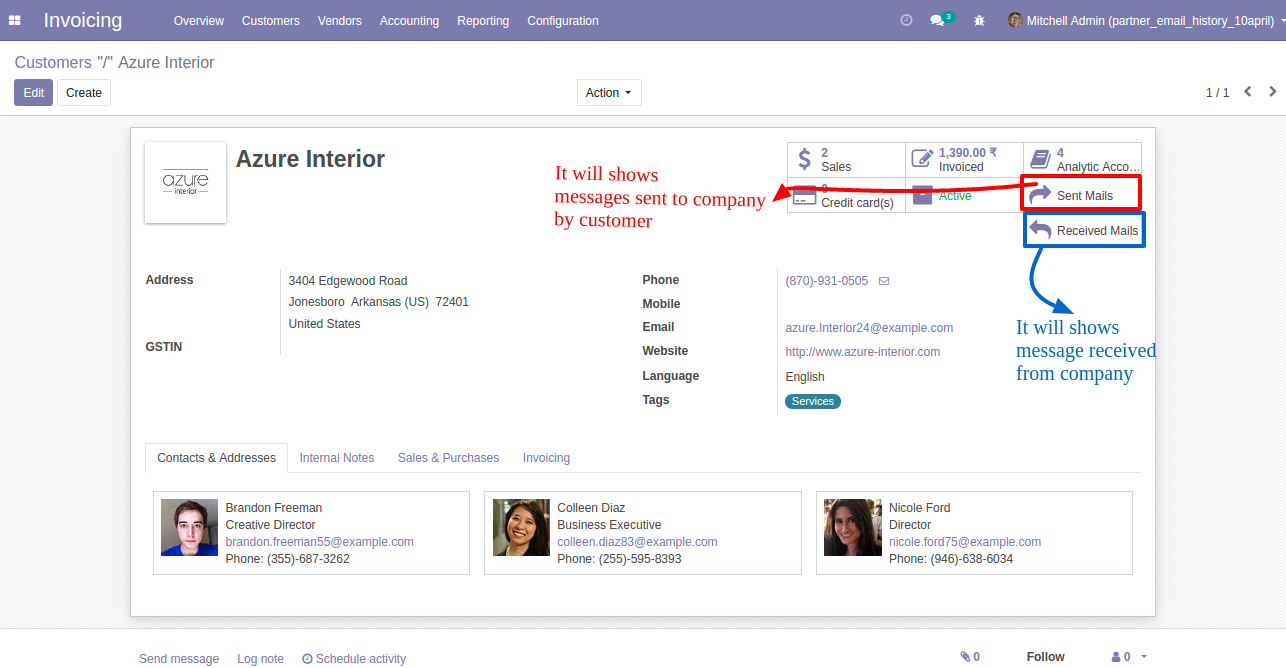 Invoicing Overview Customers Vendors Accounting Reporting Configuration 3 Mitchell Admin (partner_email_history_10april)
Customers "/" Azure Interior
Edit Create Action 1 / 1
azure
interior
Azure Interior
2
Sales
1,390.00 ₹
Invoiced
4
Analytic Acco...
Credit card(s)
Active
Sent Mails
Received Mails
It will shows
messages sent to company
by customer
It will shows
message received
from company
Address
3404 Edgewood Road
Jonesboro Arkansas (US) 72401
United States
GSTIN
Phone (870)-931-0505
Mobile
Email azure.Interior24@example.com
Website http://www.azure-interior.com
Language English
Tags Services
Contacts & Addresses Internal Notes Sales & Purchases Invoicing
Brandon Freeman
Creative Director
brandon.freeman55@example.com
Phone: (355)-687-3262
Colleen Diaz
Business Executive
colleen.diaz83@example.com
Phone: (255)-595-8393
Nicole Ford
Director
nicole.ford75@example.com
Phone: (946)-638-6034
Send message Log note Schedule activity 0 Follow 0